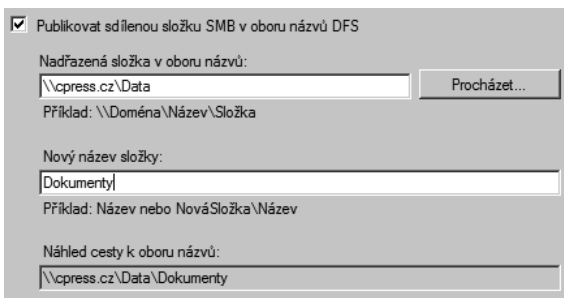 Publikovat sdílenou složku SMB v oboru názvů DFS
Nadřazená složka v oboru názvů:
\\cpress.cz\Data
Procházet...
Příklad: \\Doména\Název\Složka
Nový název složky:
Dokumenty
Příklad: Název nebo NováSložka\Název
Náhled cesty k oboru názvů:
\\cpress.cz\Data\Dokumenty